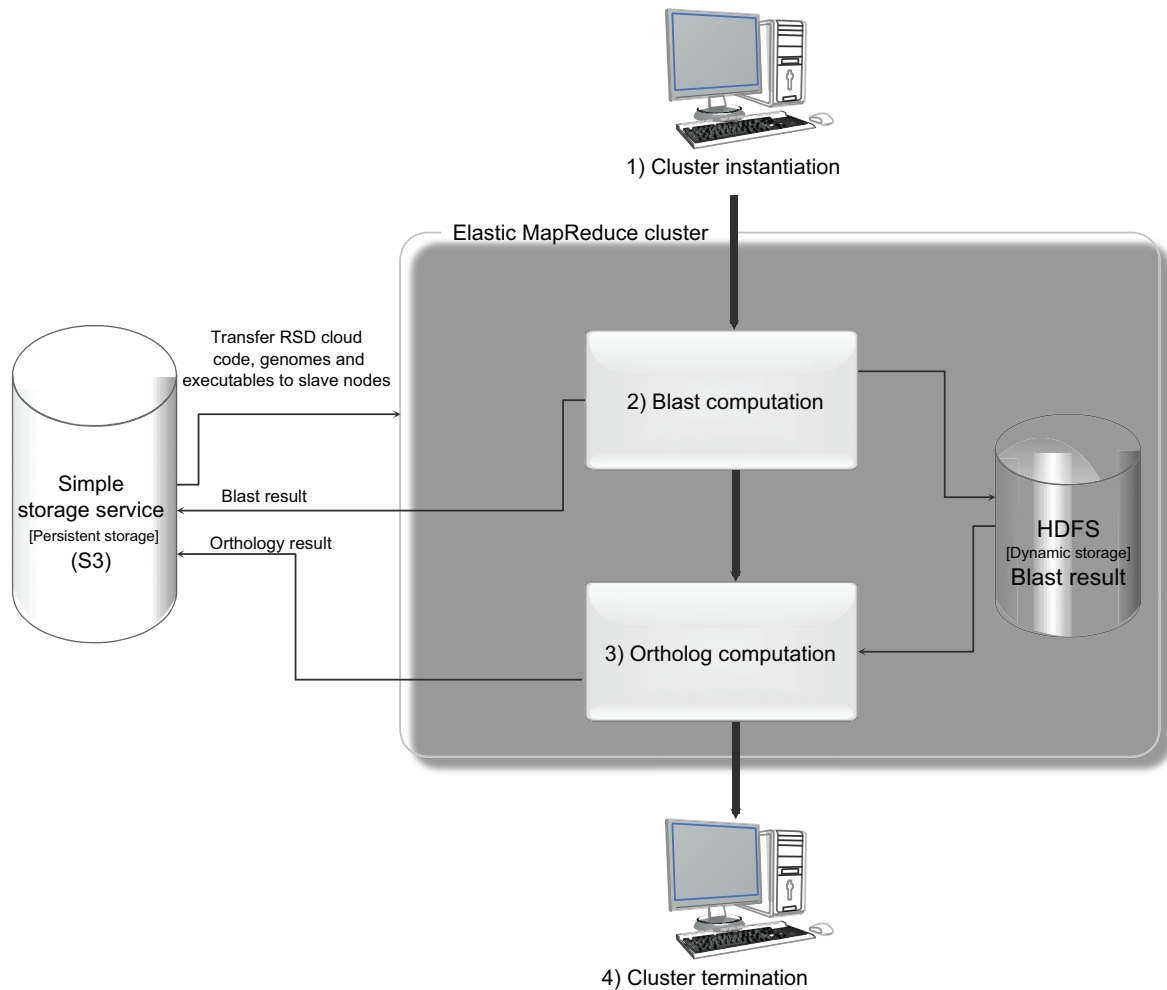 1) Cluster instantiation
Elastic MapReduce cluster
Transfer RSD cloud
code, genomes and
executables to slave nodes
2) Blast computation
Simple
storage service
[Persistent storage]
(S3)
Blast result
Orthology result
HDFS
[Dynamic storage]
Blast result
3) Ortholog computation
4) Cluster termination